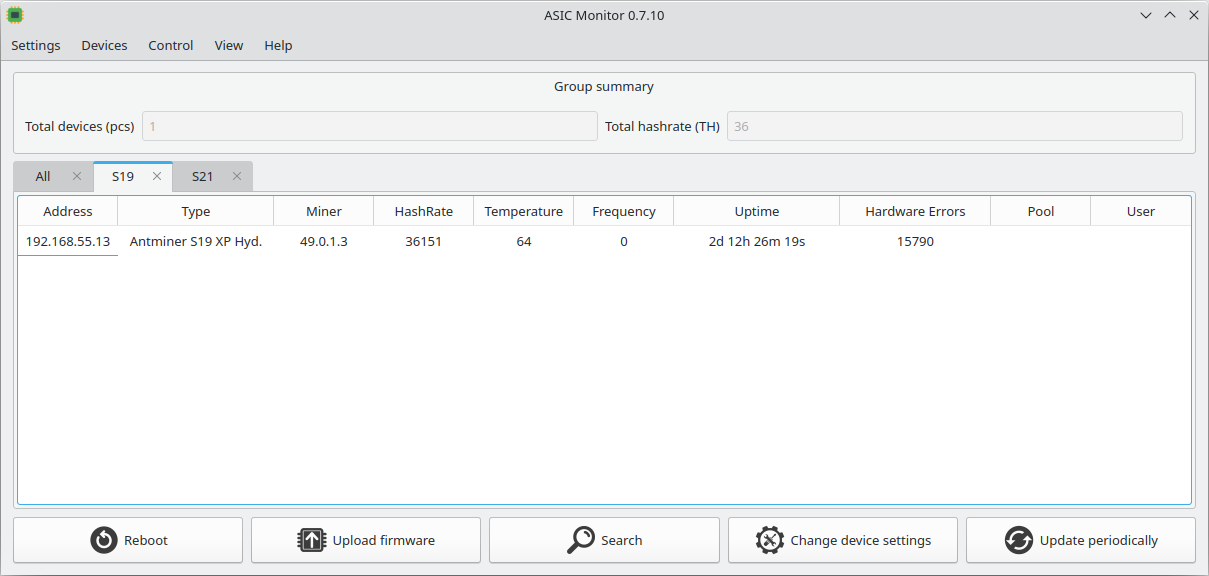 ASIC Monitor 0.7.10
Settings Devices Control View Help
Group summary
Total devices (pcs) 1 Total hashrate (TH) 36
All S19 S21
Address Type Miner HashRate Temperature Frequency Uptime Hardware Errors Pool User
192.168.55.13 Antminer S19 XP Hyd. 49.0.1.3 36151 64 0 2d 12h 26m 19s 15790
Reboot Upload firmware Search Change device settings Update periodically